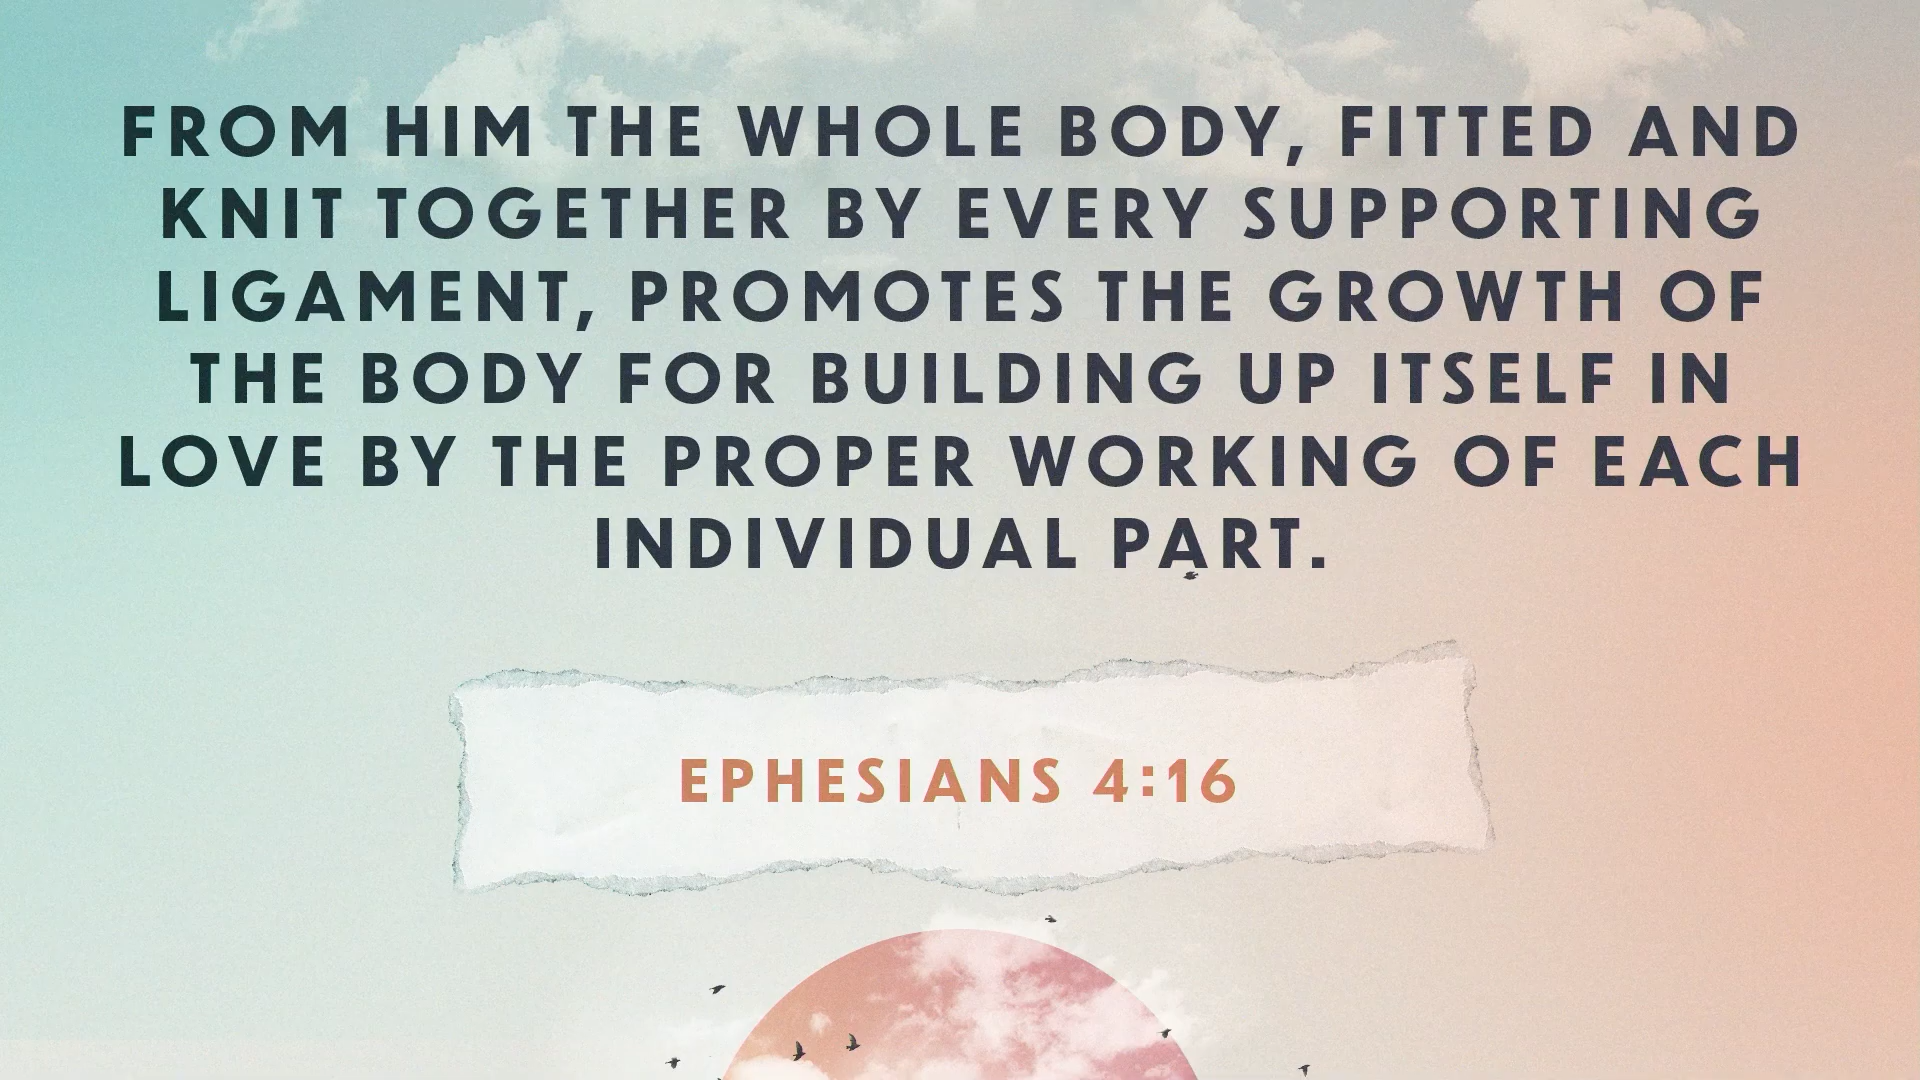 FROM HIM THE WHOLE BODY, FITTED AND
KNIT TOGETHER BY EVERY SUPPORTING
LIGAMENT, PROMOTES THE GROWTH OF
THE BODY FOR BUILDING UP ITSELF IN
LOVE BY THE PROPER WORKING OF EACH
INDIVIDUAL PART.
EPHESIANS 4:16